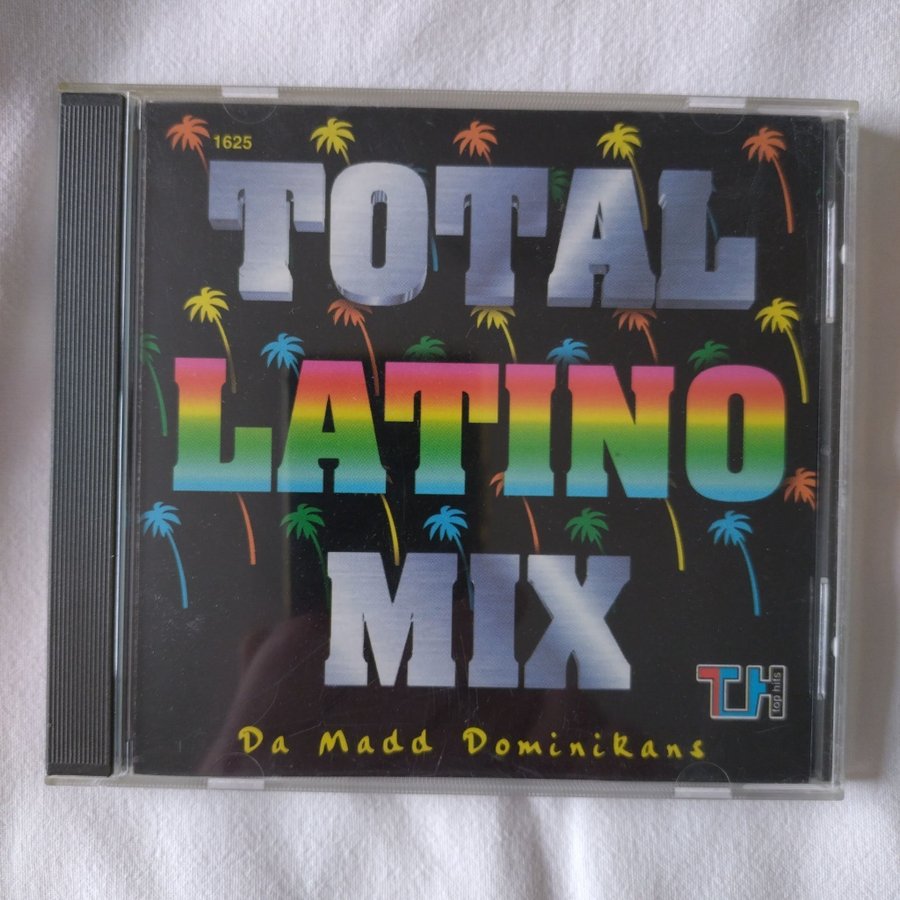 1625
TOTAL
LATINO
MIX
TH
top hits
Da Madd Dominikans